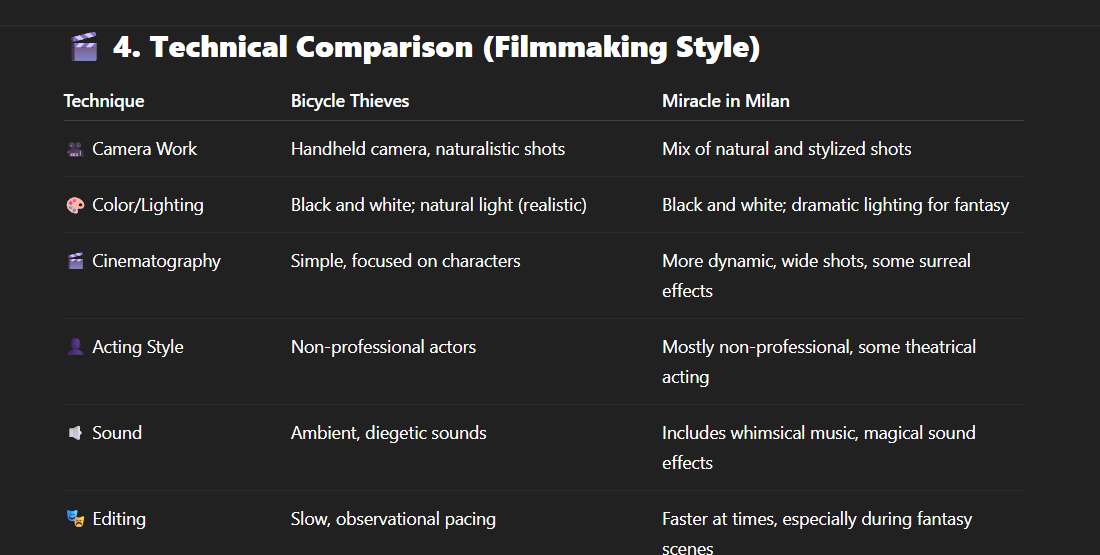 🎬 4. Technical Comparison (Filmmaking Style)
Technique Bicycle Thieves Miracle in Milan
🎥 Camera Work Handheld camera, naturalistic shots Mix of natural and stylized shots
🎨 Color/Lighting Black and white; natural light (realistic) Black and white; dramatic lighting for fantasy
🎬 Cinematography Simple, focused on characters More dynamic, wide shots, some surreal
effects
👤 Acting Style Non-professional actors Mostly non-professional, some theatrical
acting
🔈 Sound Ambient, diegetic sounds Includes whimsical music, magical sound
effects
🎭 Editing Slow, observational pacing Faster at times, especially during fantasy
scenes